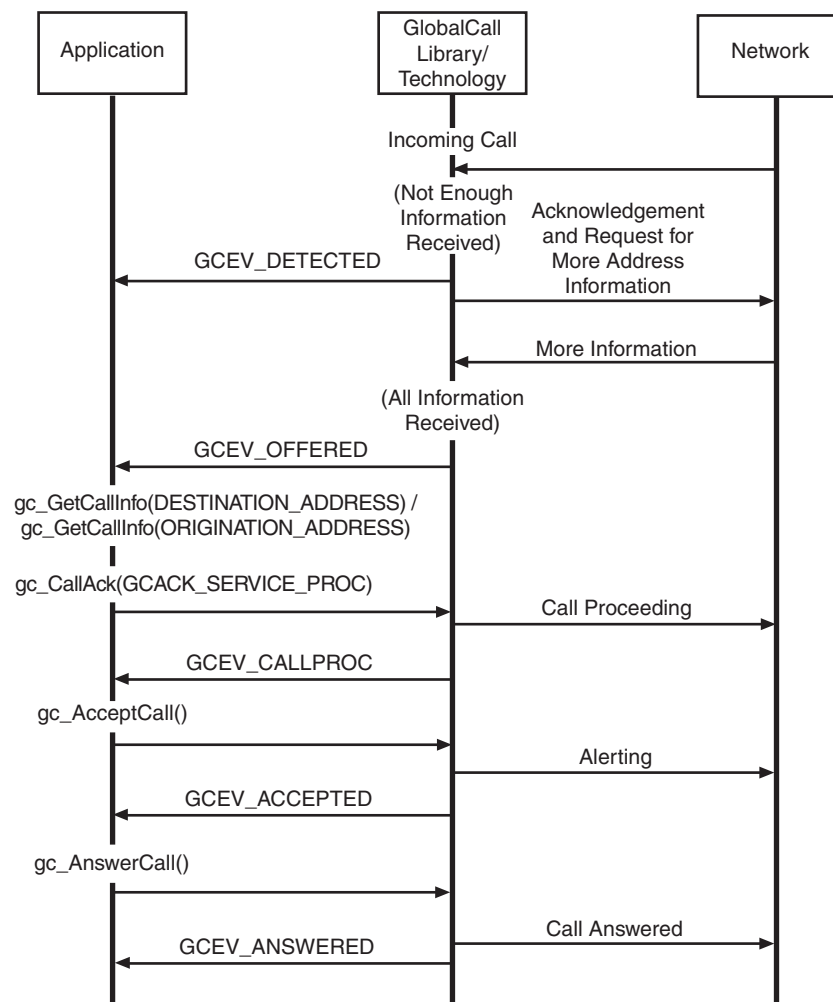 Application
GlobalCall
Library/
Technology
Network
Incoming Call
(Not Enough
Information
Received)
Acknowledgement
and Request for
More Address
Information
GCEV_DETECTED
More Information
(All Information
Received)
GCEV_OFFERED
gc_GetCallInfo(DESTINATION_ADDRESS) /
gc_GetCallInfo(ORIGINATION_ADDRESS)
gc_CallAck(GCACK_SERVICE_PROC)
Call Proceeding
GCEV_CALLPROC
gc_AcceptCall()
Alerting
GCEV_ACCEPTED
gc_AnswerCall()
Call Answered
GCEV_ANSWERED